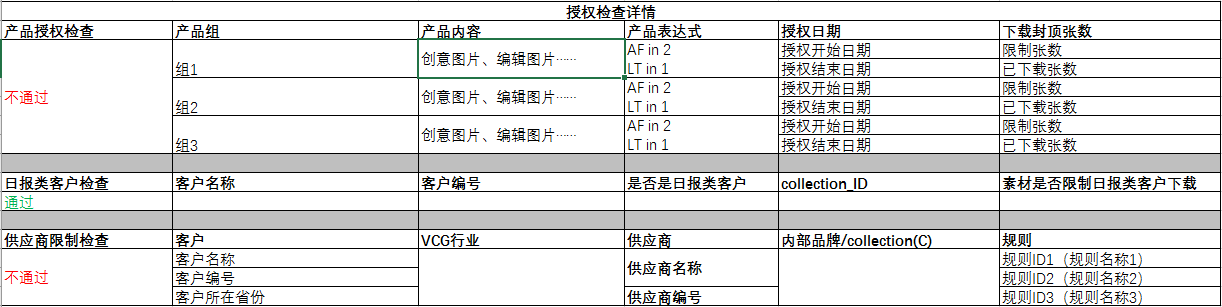 授权检查详情
产品授权检查 产品组 产品内容 产品表达式 授权日期 下载封顶张数
不通过
组1 创意图片、编辑图片…… AF in 2 授权开始日期 限制张数
LT in 1 授权结束日期 已下载张数
组2 创意图片、编辑图片…… AF in 2 授权开始日期 限制张数
LT in 1 授权结束日期 已下载张数
组3 创意图片、编辑图片…… AF in 2 授权开始日期 限制张数
LT in 1 授权结束日期 已下载张数
日报类客户检查 客户名称 客户编号 是否是日报类客户 collection_ID 素材是否限制日报类客户下载
通过
供应商限制检查 客户 VCG行业 供应商 内部品牌/collection(C) 规则
不通过
客户名称 供应商名称 规则ID1（规则名称1）
客户编号 规则ID2（规则名称2）
客户所在省份 供应商编号 规则ID3（规则名称3）